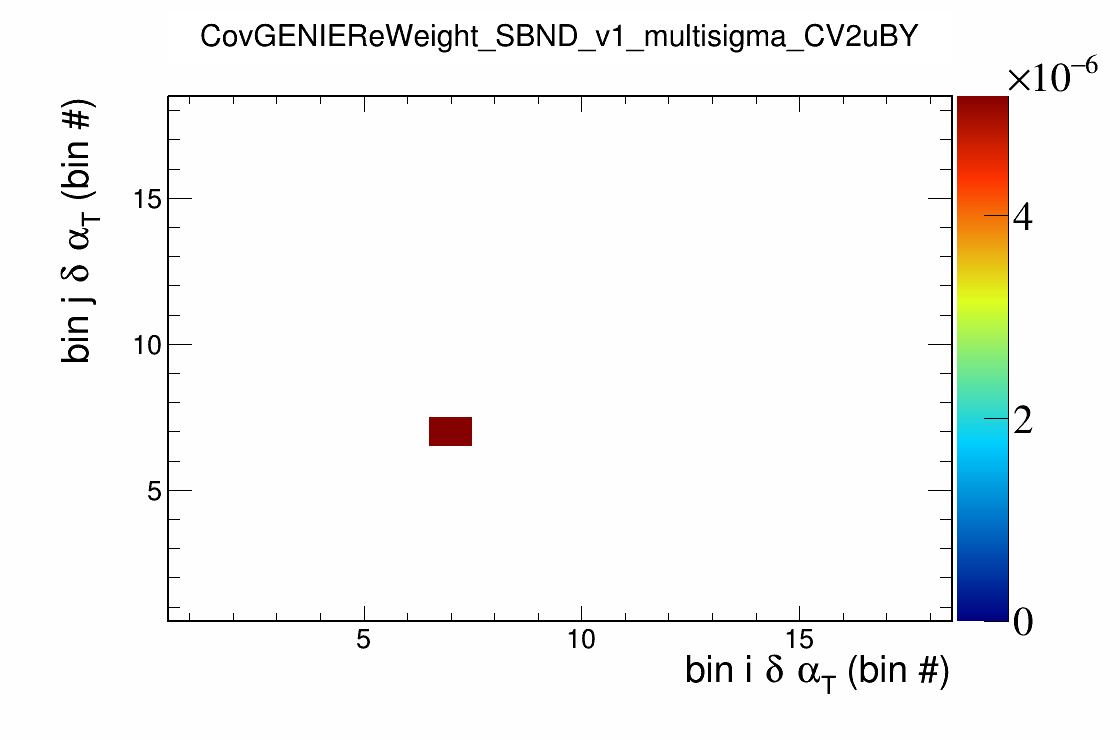 CovGENIEReWeight_SBND_v1_multisigma_CV2uBY
×10⁻⁶
bin j δ α_T (bin #)
15
10
5
4
2
0
5 10 15
bin i δ α_T (bin #)